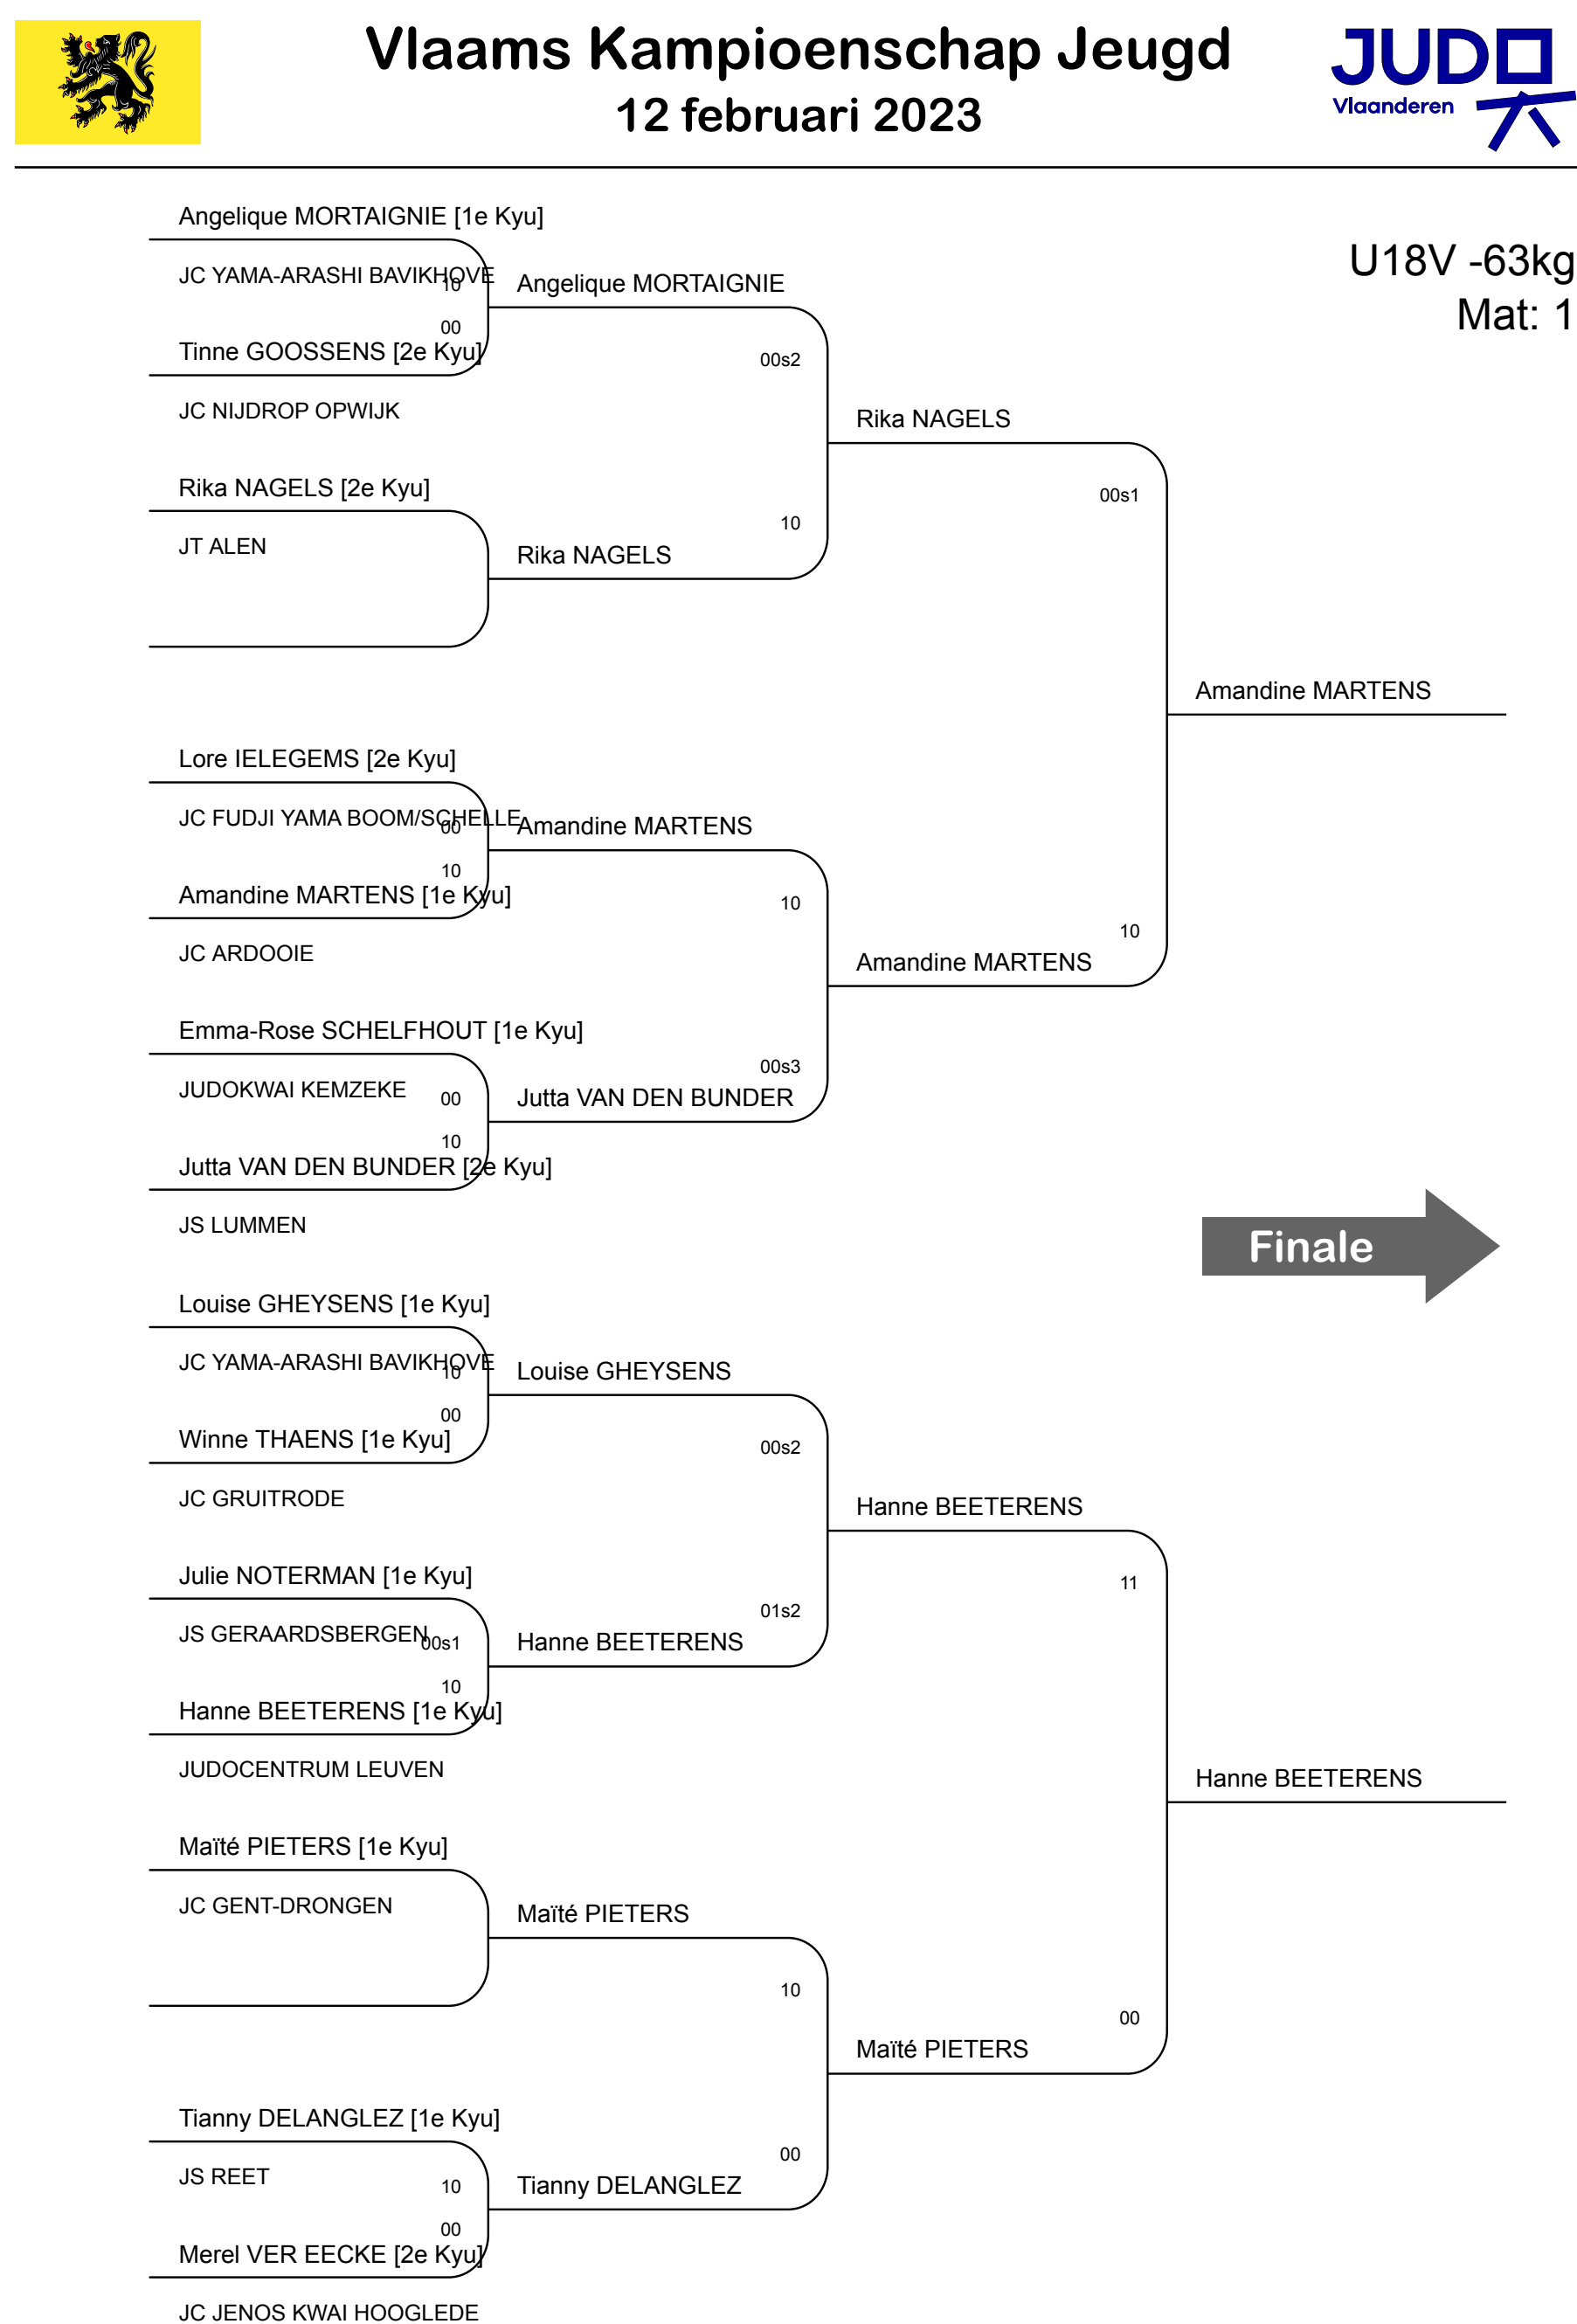 Vlaams Kampioenschap Jeugd
12 februari 2023
JUDO
Vlaanderen
U18V -63kg
Mat: 1
Angelique MORTAIGNIE [1e Kyu]
JC YAMA-ARASHI BAVIKHOVE
10
Angelique MORTAIGNIE
00
Tinne GOOSSENS [2e Kyu]
00s2
JC NIJDROP OPWIJK
Rika NAGELS
Rika NAGELS [2e Kyu]
00s1
10
JT ALEN
Rika NAGELS
Amandine MARTENS
Lore IELEGEMS [2e Kyu]
JC FUDJI YAMA BOOM/SCHELLE
00
Amandine MARTENS
10
Amandine MARTENS [1e Kyu]
10
10
JC ARDOOIE
Amandine MARTENS
Emma-Rose SCHELFHOUT [1e Kyu]
00s3
JUDOKWAI KEMZEKE
00
Jutta VAN DEN BUNDER
10
Jutta VAN DEN BUNDER [2e Kyu]
JS LUMMEN
Finale
Louise GHEYSENS [1e Kyu]
JC YAMA-ARASHI BAVIKHOVE
10
Louise GHEYSENS
00
Winne THAENS [1e Kyu]
00s2
JC GRUITRODE
Hanne BEETERENS
Julie NOTERMAN [1e Kyu]
11
01s2
JS GERAARDSBERGEN
00s1
Hanne BEETERENS
10
Hanne BEETERENS [1e Kyu]
JUDOCENTRUM LEUVEN
Hanne BEETERENS
Maïté PIETERS [1e Kyu]
JC GENT-DRONGEN
Maïté PIETERS
10
00
Maïté PIETERS
Tianny DELANGLEZ [1e Kyu]
00
JS REET
10
Tianny DELANGLEZ
00
Merel VER EECKE [2e Kyu]
JC JENOS KWAI HOOGLEDE